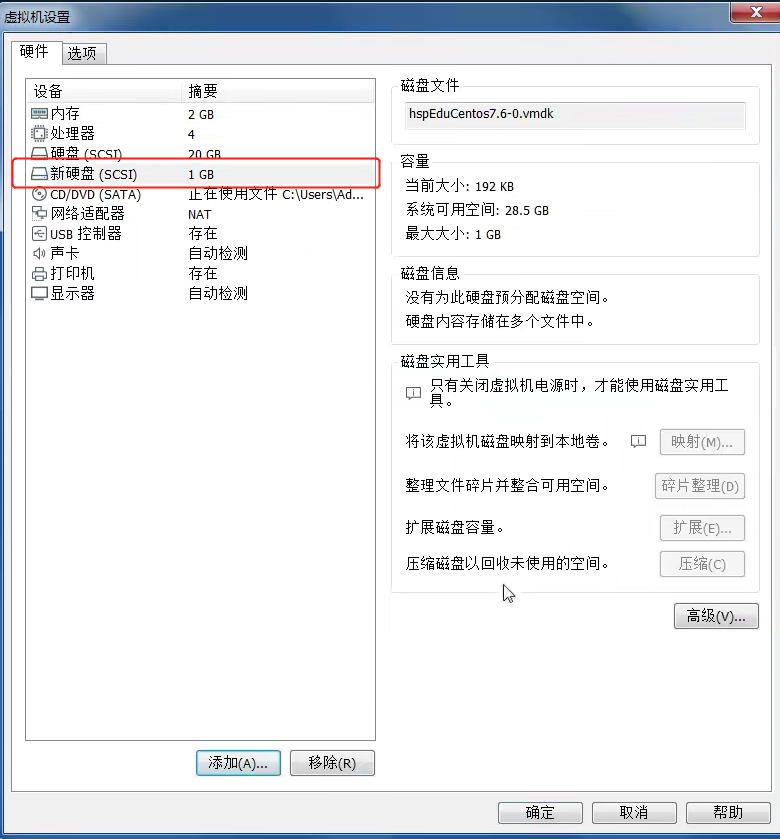 虚拟机设置
硬件 选项
设备 摘要
内存 2 GB
处理器 4
硬盘 (SCSI) 20 GB
新硬盘 (SCSI) 1 GB
CD/DVD (SATA) 正在使用文件 C:\Users\Ad...
网络适配器 NAT
USB 控制器 存在
声卡 自动检测
打印机 存在
显示器 自动检测
添加(A)... 移除(R)
磁盘文件
hspEduCentos7.6-0.vmdk
容量
当前大小: 192 KB
系统可用空间: 28.5 GB
最大大小: 1 GB
磁盘信息
没有为此硬盘预分配磁盘空间。
硬盘内容存储在多个文件中。
磁盘实用工具
只有关闭虚拟机电源时，才能使用磁盘实用工
具。
将该虚拟机磁盘映射到本地卷。 映射(M)...
整理文件碎片并整合可用空间。 碎片整理(D)
扩展磁盘容量。 扩展(E)...
压缩磁盘以回收未使用的空间。 压缩(C)
高级(V)...
确定 取消 帮助